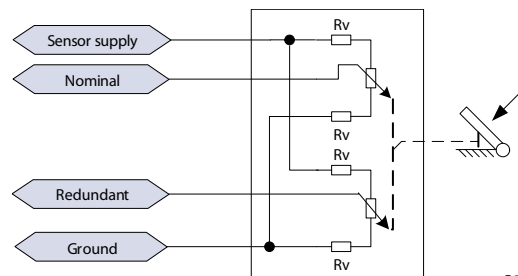 Rv
Sensor supply
Nominal
Rv
Rv
Redundant
Ground
Rv